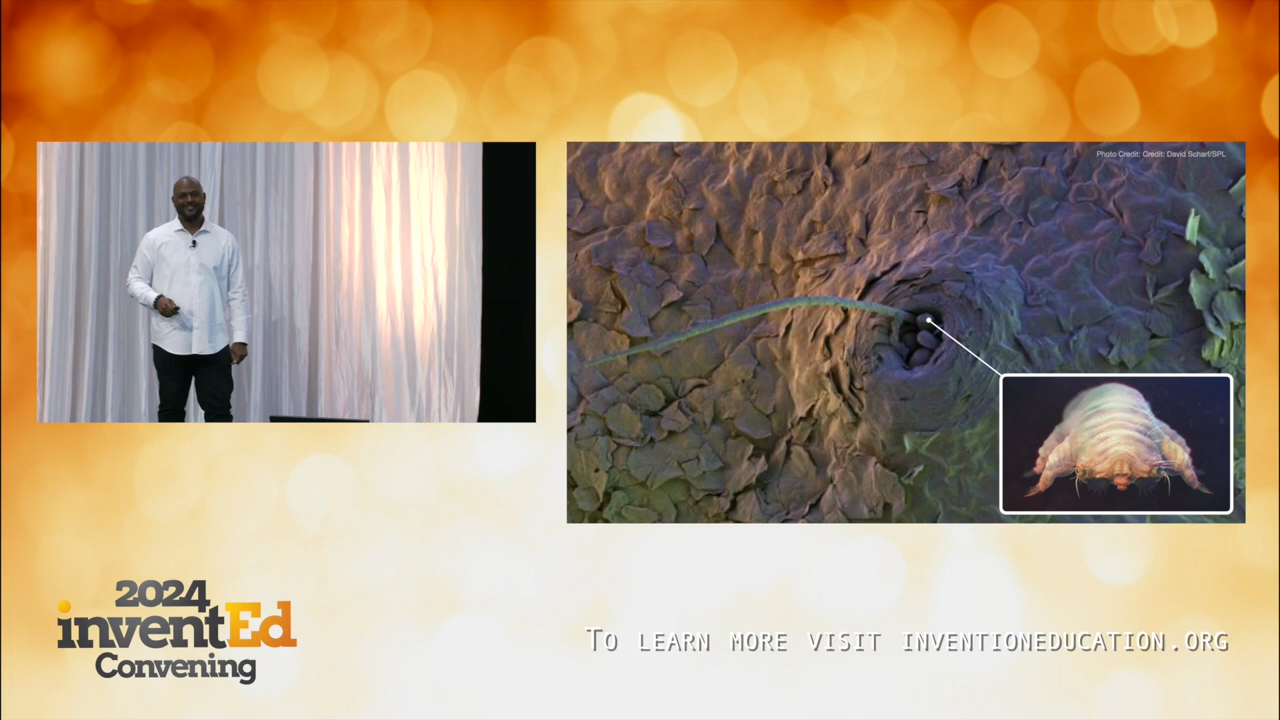 Photo Credit: Credit: David Scharf/SPL.
2024
inventEd
Convening
To learn more visit inventioneducation.org